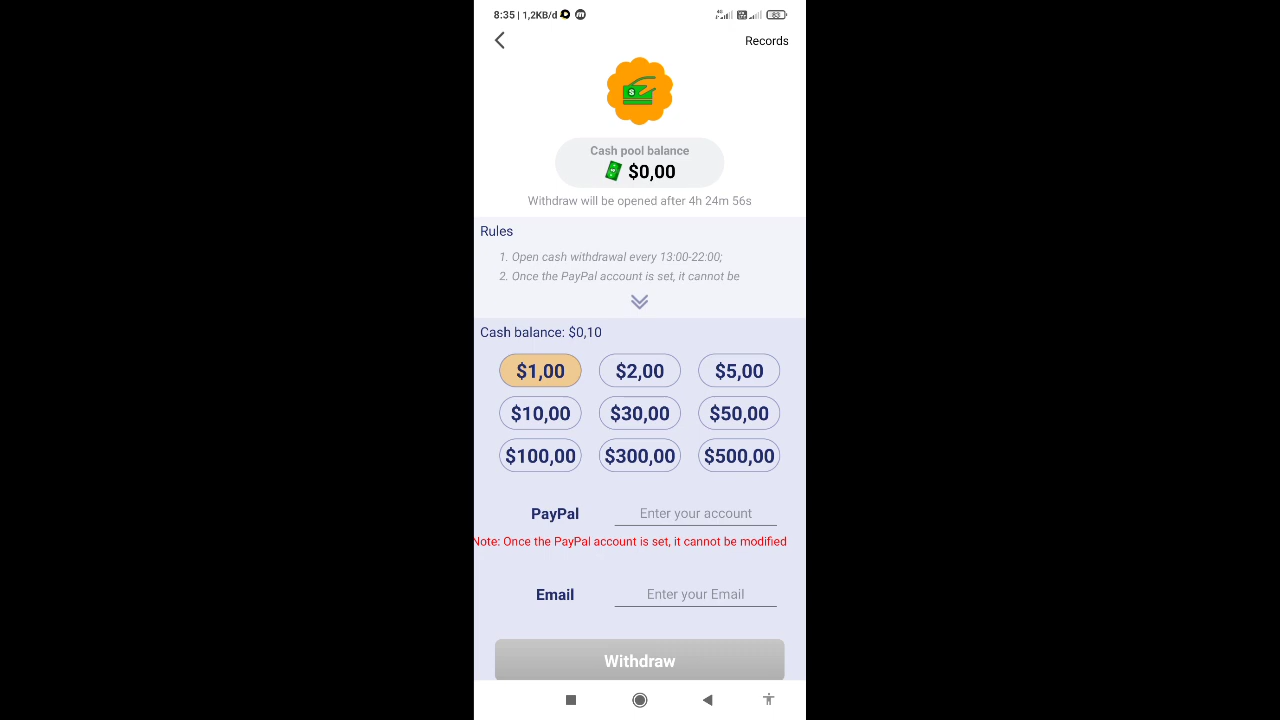 8:35 | 1,2KB/d
Records
Cash pool balance
$0,00
Withdraw will be opened after 4h 24m 56s
Rules
1. Open cash withdrawal every 13:00-22:00;
2. Once the PayPal account is set, it cannot be
Cash balance: $0,10
$1,00 $2,00 $5,00
$10,00 $30,00 $50,00
$100,00 $300,00 $500,00
PayPal Enter your account
Note: Once the PayPal account is set, it cannot be modified
Email Enter your Email
Withdraw